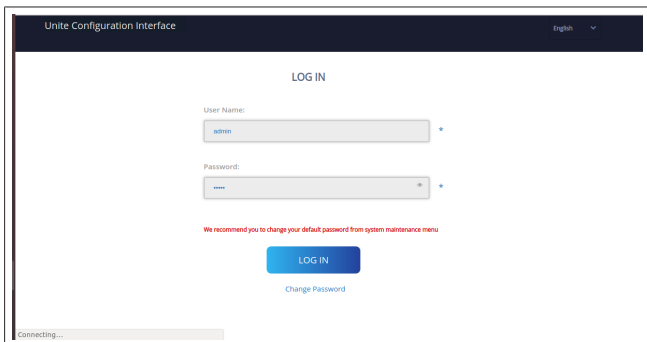 Unite Configuration Interface
English
LOG IN
User Name:
admin
*
Password:
•••••
*
We recommend you to change your default password from system maintenance menu
LOG IN
Change Password
Connecting...